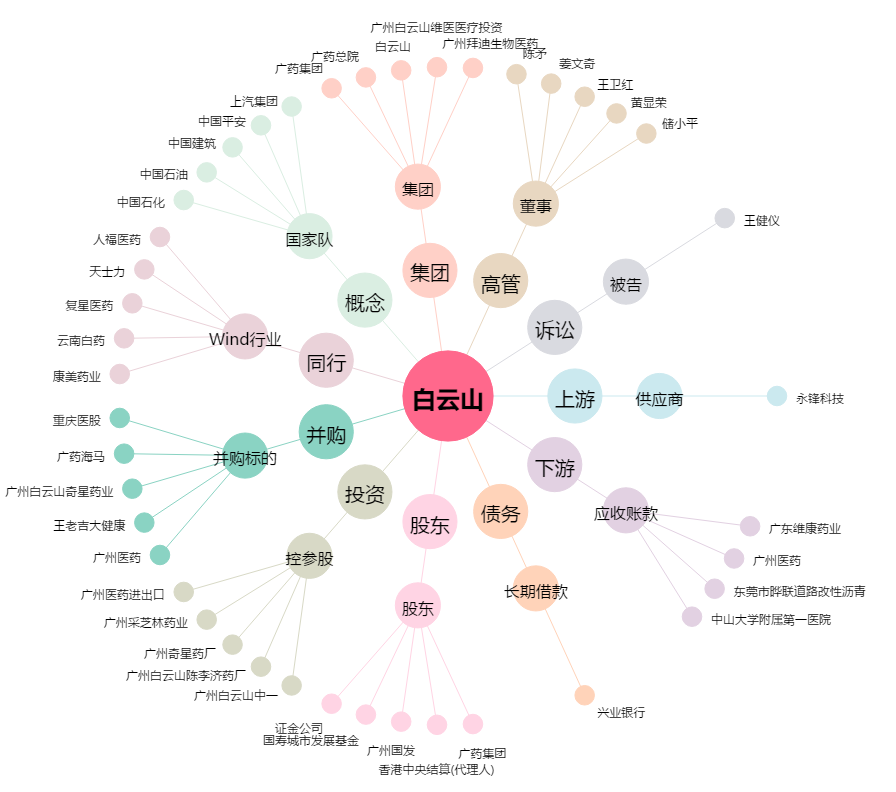 广州白云山维医医疗投资
白云山
广州拜迪生物医药
广药总院
广药集团
陈矛
姜文奇
王卫红
黄显荣
储小平
上汽集团
中国平安
中国建筑
中国石油
中国石化
集团
董事
王健仪
国家队
人福医药
天士力
复星医药
云南白药
康美药业
集团
高管
被告
概念
诉讼
Wind行业
同行
白云山
上游
供应商
永锋科技
重庆医股
广药海马
广州白云山奇星药业
王老吉大健康
广州医药
并购
并购标的
下游
投资
股东
债务
应收账款
广东维康药业
广州医药
东莞市晔联道路改性沥青
中山大学附属第一医院
控参股
长期借款
股东
广州医药进出口
广州采芝林药业
广州奇星药厂
广州白云山陈李济药厂
广州白云山中一
兴业银行
证金公司
国寿城市发展基金
广州国发
香港中央结算(代理人)
广药集团